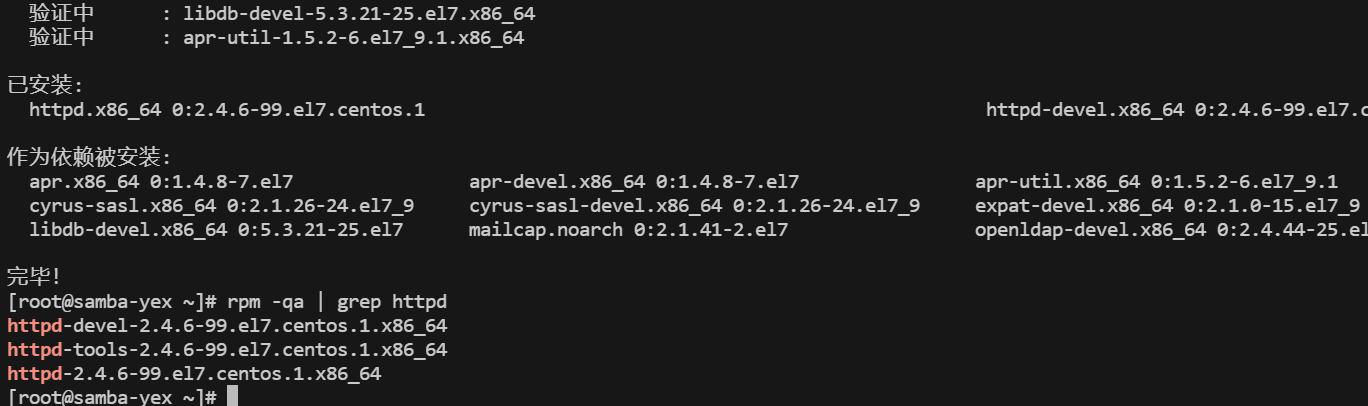 验证中      : libdb-devel-5.3.21-25.el7.x86_64
验证中      : apr-util-1.5.2-6.el7_9.1.x86_64
已安装:
httpd.x86_64 0:2.4.6-99.el7.centos.1 httpd-devel.x86_64 0:2.4.6-99.el7.c
作为依赖被安装:
apr.x86_64 0:1.4.8-7.el7 apr-devel.x86_64 0:1.4.8-7.el7 apr-util.x86_64 0:1.5.2-6.el7_9.1
cyrus-sasl.x86_64 0:2.1.26-24.el7_9 cyrus-sasl-devel.x86_64 0:2.1.26-24.el7_9 expat-devel.x86_64 0:2.1.0-15.el7_9
libdb-devel.x86_64 0:5.3.21-25.el7 mailcap.noarch 0:2.1.41-2.el7 openldap-devel.x86_64 0:2.4.44-25.el
完毕!
[root@samba-yex ~]# rpm -qa | grep httpd
httpd-devel-2.4.6-99.el7.centos.1.x86_64
httpd-tools-2.4.6-99.el7.centos.1.x86_64
httpd-2.4.6-99.el7.centos.1.x86_64
[root@samba-yex ~]#